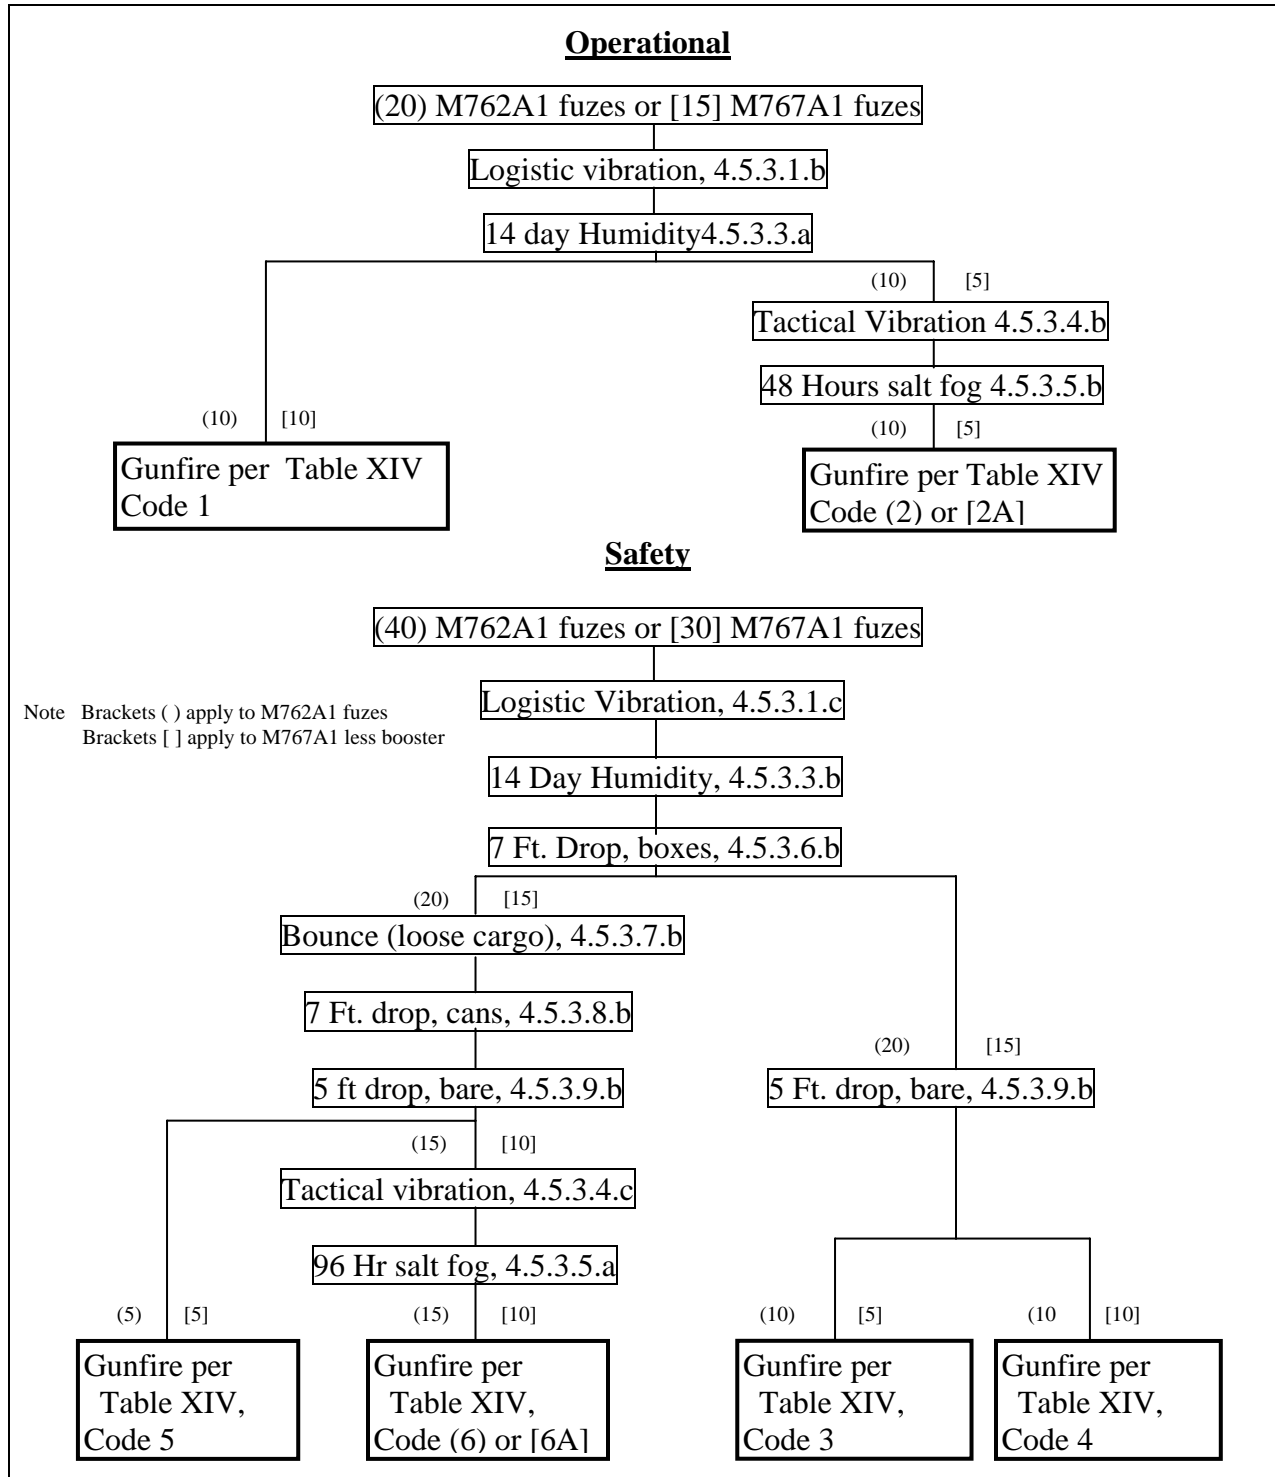 Operational
(20) M762A1 fuzes or [15] M767A1 fuzes
Logistic vibration, 4.5.3.1.b
14 day Humidity4.5.3.3.a
(10) [5]
Tactical Vibration 4.5.3.4.b
48 Hours salt fog 4.5.3.5.b
(10) [10]
(10) [5]
Gunfire per Table XIV
Code 1
Gunfire per Table XIV
Code (2) or [2A]
Safety
(40) M762A1 fuzes or [30] M767A1 fuzes
Logistic Vibration, 4.5.3.1.c
Note Brackets ( ) apply to M762A1 fuzes
Brackets [ ] apply to M767A1 less booster
14 Day Humidity, 4.5.3.3.b
7 Ft. Drop, boxes, 4.5.3.6.b
(20) [15]
Bounce (loose cargo), 4.5.3.7.b
7 Ft. drop, cans, 4.5.3.8.b
(20) [15]
5 ft drop, bare, 4.5.3.9.b
5 Ft. drop, bare, 4.5.3.9.b
(15) [10]
Tactical vibration, 4.5.3.4.c
96 Hr salt fog, 4.5.3.5.a
(5) [5]
(15) [10]
(10) [5]
(10 [10]
Gunfire per
Table XIV,
Code 5
Gunfire per
Table XIV,
Code (6) or [6A]
Gunfire per
Table XIV,
Code 3
Gunfire per
Table XIV,
Code 4